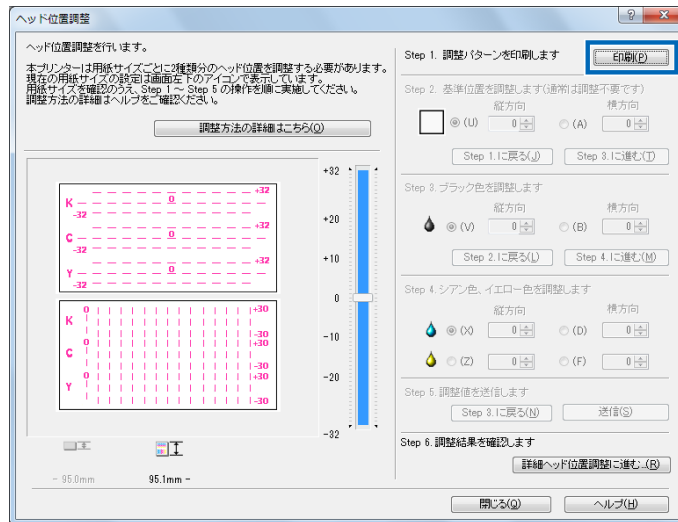 ヘッド位置調整
ヘッド位置調整を行います。
本プリンターは用紙サイズごとに2種類分のヘッド位置を調整する必要があります。
現在の用紙サイズの設定は画面左下のアイコンで表示しています。
用紙サイズを確認のうえ、Step 1 ～ Step 5 の操作を順に実施してください。
調整方法の詳細はヘルプをご確認ください。
調整方法の詳細はこちら(O)
K +32
0
-32
C +32
0
-32
Y +32
0
-32
K 0 +30
-30
C 0 +30
-30
Y 0 +30
-30
+32
+20
+10
0
-10
-20
-32
- 95.0mm
95.1mm -
Step 1. 調整パターンを印刷します 印刷(P)
Step 2. 基準位置を調整します(通常は調整不要です)
縦方向 横方向
(U) 0 (A) 0
Step 1.に戻る(J) Step 3.に進む(T)
Step 3. ブラック色を調整します
縦方向 横方向
(V) 0 (B) 0
Step 2.に戻る(L) Step 4.に進む(M)
Step 4. シアン色、イエロー色を調整します
縦方向 横方向
(X) 0 (D) 0
(Z) 0 (F) 0
Step 5. 調整値を送信します
Step 3.に戻る(N) 送信(S)
Step 6. 調整結果を確認します
詳細ヘッド位置調整に進む...(R)
閉じる(Q) ヘルプ(H)